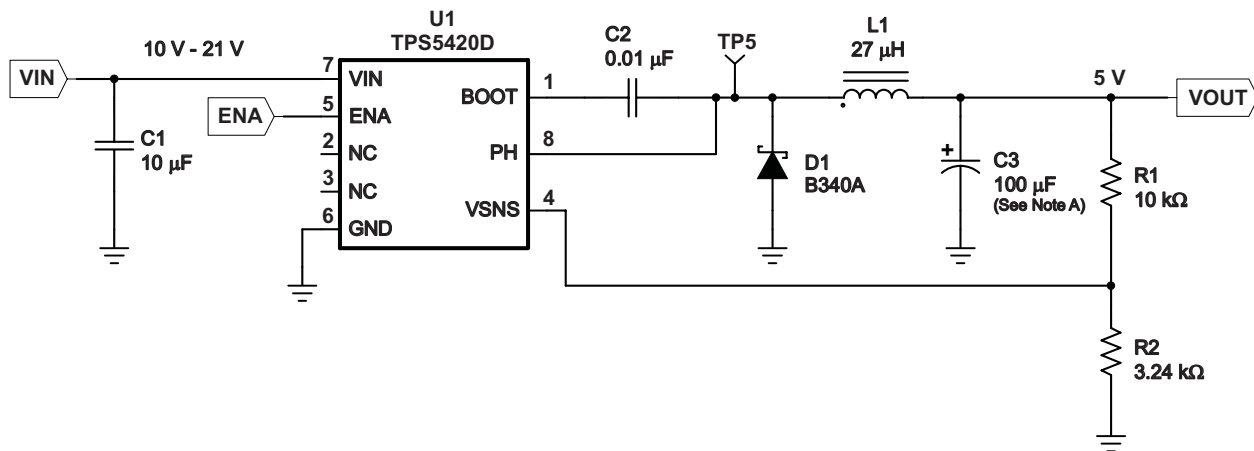 U1
TPS5420D
10 V - 21 V
VIN
C1
10 μF
ENA
7
VIN
5
ENA
2
NC
3
NC
6
GND
BOOT
1
PH
8
VSNS
4
C2
0.01 μF
TP5
L1
27 μH
D1
B340A
C3
100 μF
(See Note A)
+
5 V
VOUT
R1
10 kΩ
R2
3.24 kΩ